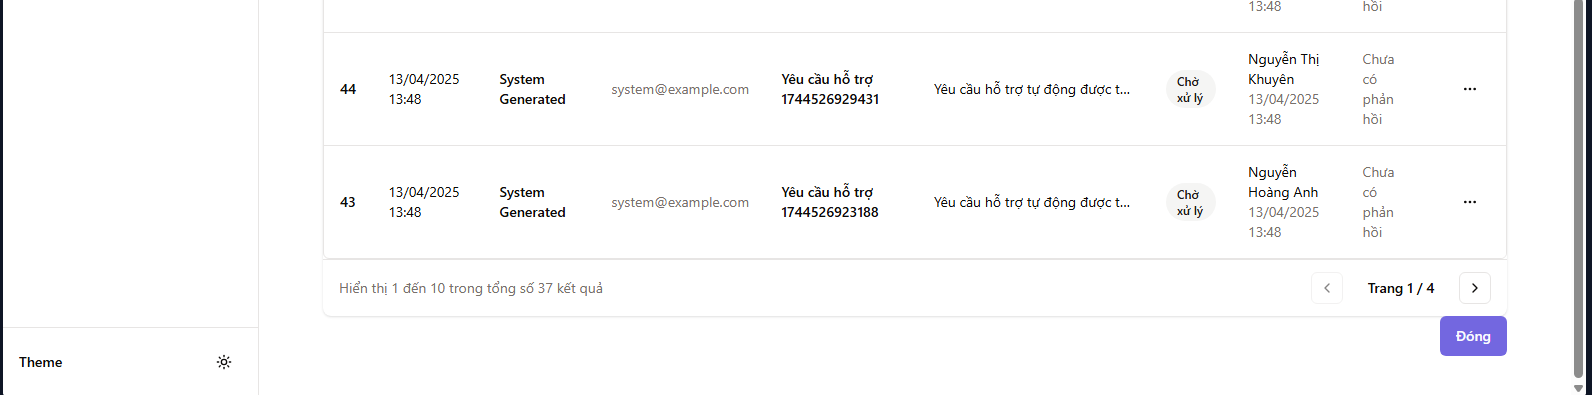 13:48
hồi
44
13/04/2025
13:48
System
Generated
system@example.com
Yêu cầu hỗ trợ
1744526929431
Yêu cầu hỗ trợ tự động được t...
Chờ
xử lý
Nguyễn Thị
Khuyên
13/04/2025
13:48
Chưa
có
phản
hồi
...
43
13/04/2025
13:48
System
Generated
system@example.com
Yêu cầu hỗ trợ
1744526923188
Yêu cầu hỗ trợ tự động được t...
Chờ
xử lý
Nguyễn
Hoàng Anh
13/04/2025
13:48
Chưa
có
phản
hồi
...
Hiển thị 1 đến 10 trong tổng số 37 kết quả
Trang 1 / 4
Đóng
Theme